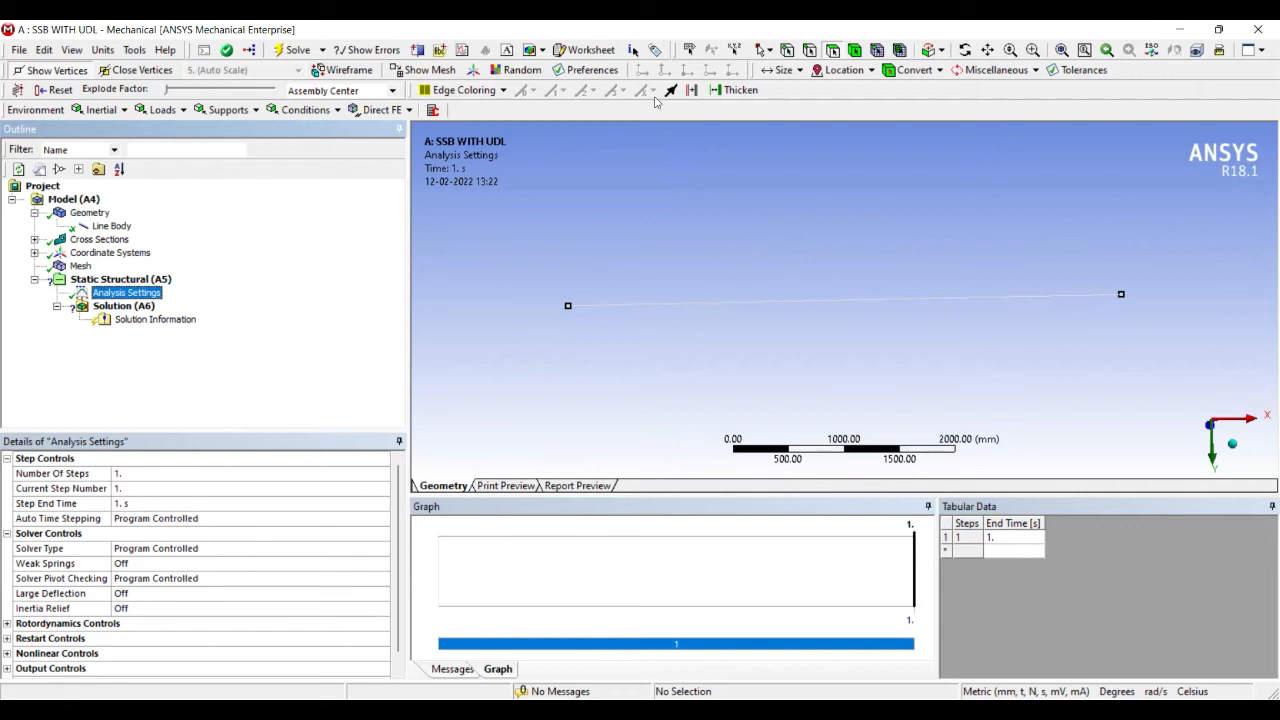 A : SSB WITH UDL - Mechanical [ANSYS Mechanical Enterprise]
File Edit View Units Tools Help Solve ?/ Show Errors Worksheet
Show Vertices Close Vertices 5. (Auto Scale) Wireframe Show Mesh Random Preferences Size Location Convert Miscellaneous Tolerances
Reset Explode Factor: Assembly Center Edge Coloring Thicken
Environment Inertial Loads Supports Conditions Direct FE
Outline
Filter: Name
Project
Model (A4)
Geometry
Line Body
Cross Sections
Coordinate Systems
Mesh
Static Structural (A5)
Analysis Settings
Solution (A6)
Solution Information
A: SSB WITH UDL
Analysis Settings
Time: 1. s
12-02-2022 13:22
ANSYS
R18.1
X
Y
0.00 1000.00 2000.00 (mm)
500.00 1500.00
Geometry Print Preview Report Preview
Details of "Analysis Settings"
Step Controls
Number Of Steps 1.
Current Step Number 1.
Step End Time 1. s
Auto Time Stepping Program Controlled
Solver Controls
Solver Type Program Controlled
Weak Springs Off
Solver Pivot Checking Program Controlled
Large Deflection Off
Inertia Relief Off
Rotordynamics Controls
Restart Controls
Nonlinear Controls
Output Controls
Graph
1.
1.
1
Messages Graph
Tabular Data
Steps End Time [s]
1 1 1.
*
No Messages No Selection Metric (mm, t, N, s, mV, mA) Degrees rad/s Celsius